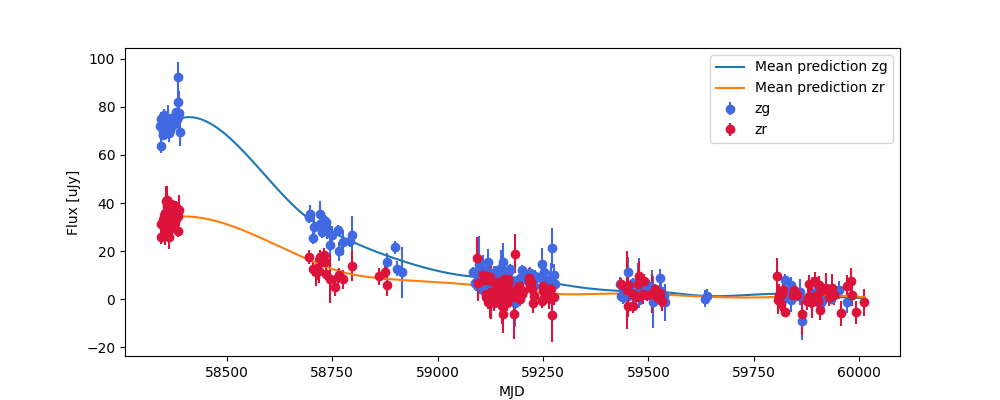 100
80
60
40
20
0
−20
Flux [uJy]
58500
58750
59000
59250
59500
59750
60000
MJD
Mean prediction zg
Mean prediction zr
zg
zr